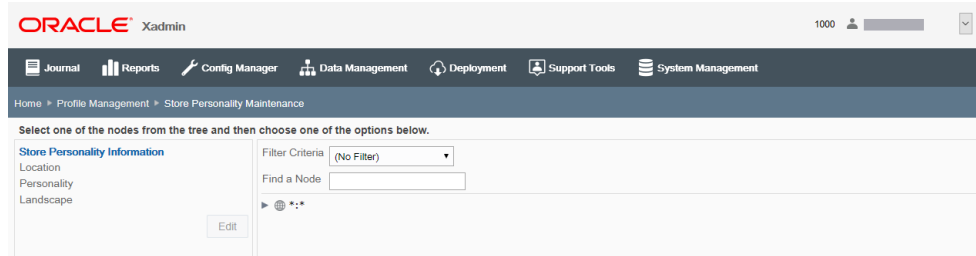 ORACLE® Xadmin 1000
Journal Reports Config Manager Data Management Deployment Support Tools System Management
Home ▸ Profile Management ▸ Store Personality Maintenance
Select one of the nodes from the tree and then choose one of the options below.
Store Personality Information
Location
Personality
Landscape
Edit
Filter Criteria (No Filter)
Find a Node
*:*